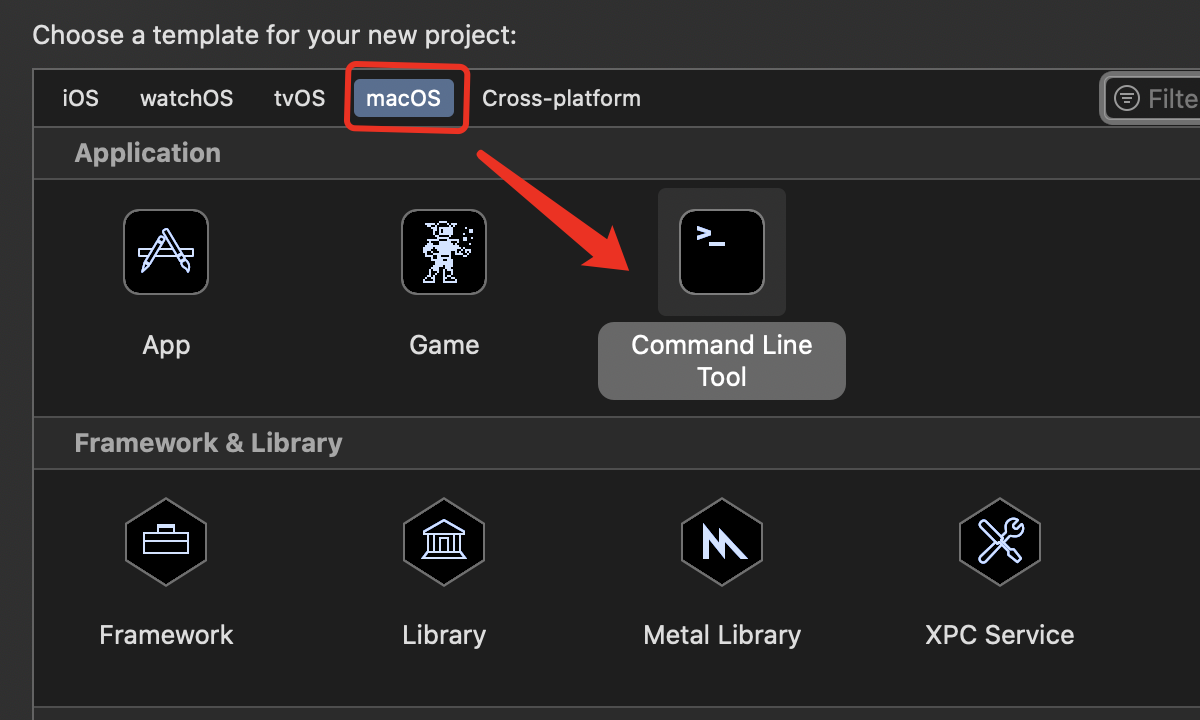 Choose a template for your new project:
iOS watchOS tvOS macOS Cross-platform Filte
Application
>_
App Game Command Line
Tool
Framework & Library
Framework Library Metal Library XPC Service